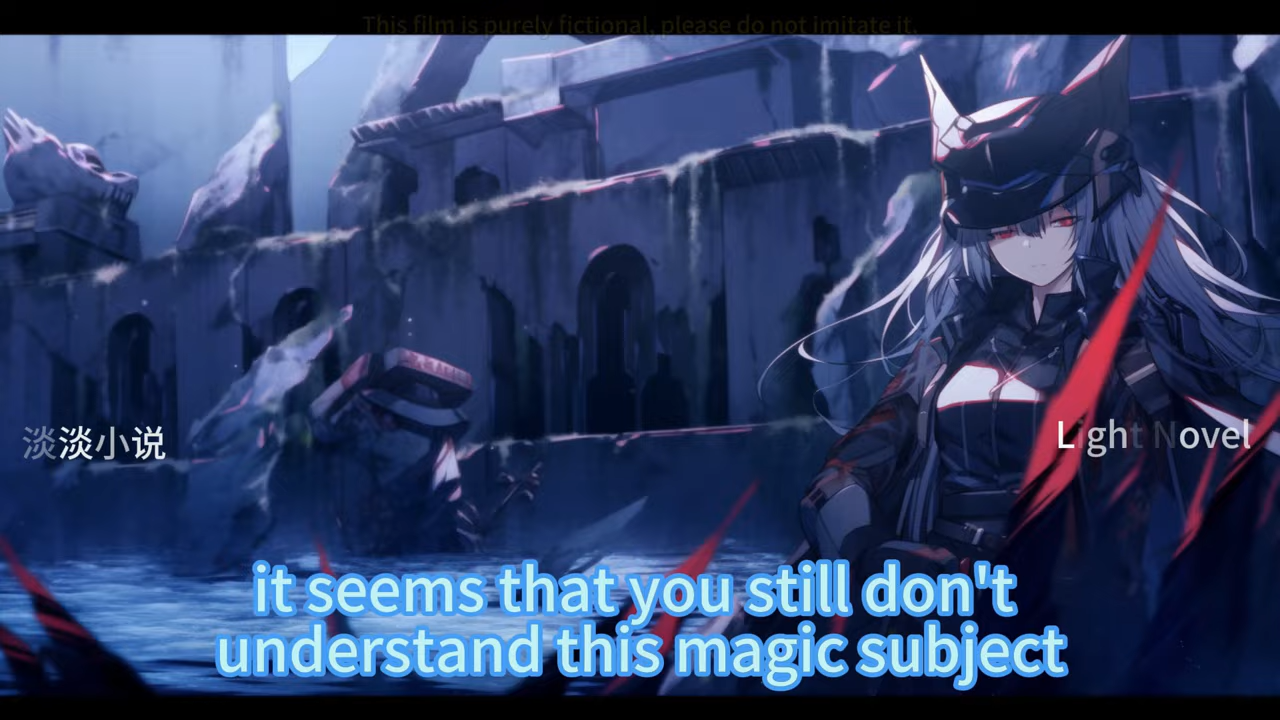 This film is purely fictional, please do not imitate it.
淡淡小说
Light Novel
it seems that you still don't
understand this magic subject